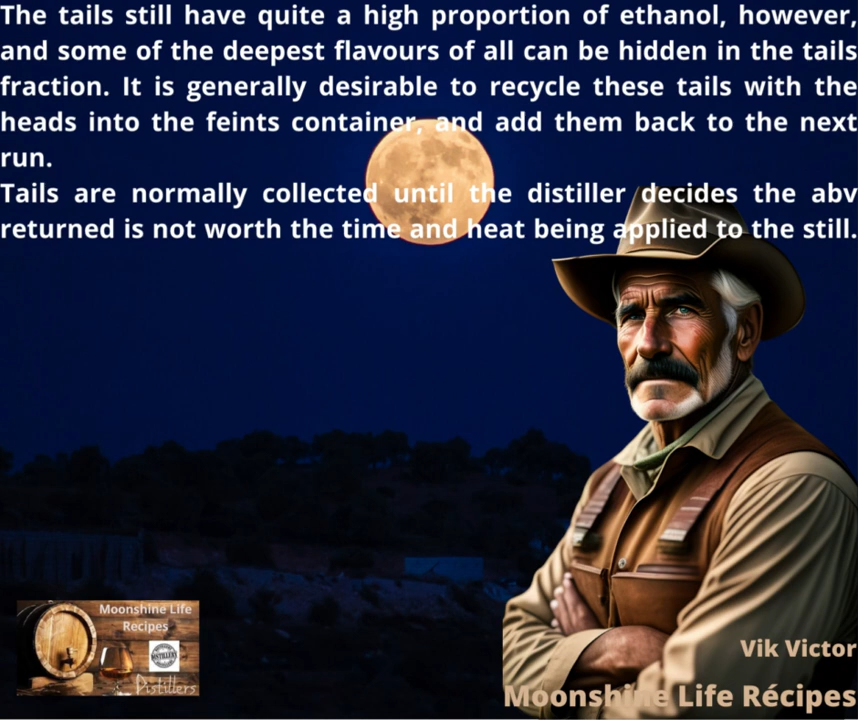 The tails still have quite a high proportion of ethanol, however,
and some of the deepest flavours of all can be hidden in the tails
fraction. It is generally desirable to recycle these tails with the
heads into the feints container, and add them back to the next
run.
Tails are normally collected until the distiller decides the abv
returned is not worth the time and heat being applied to the still.
Moonshine Life
Recipes
DISTILLERY
Distillers
Vik Victor
Moonshine Life Récipes